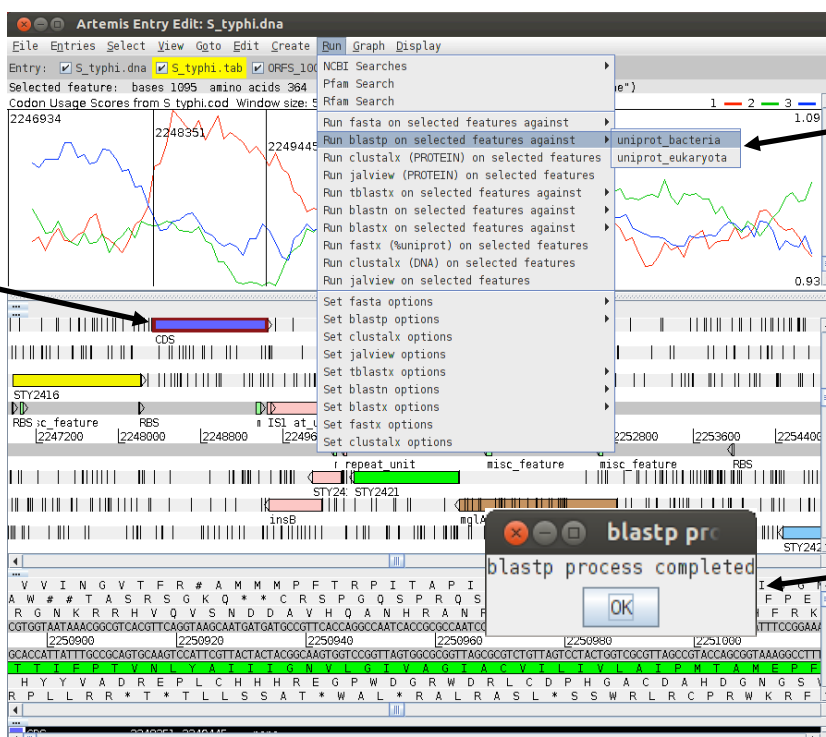 Artemis Entry Edit: S_typhi.dna
File Entries Select View Goto Edit Create Run Graph Display
Entry: S_typhi.dna S_typhi.tab
Selected feature: bases 1095 amino acids 364
Codon Usage Scores from S_typhi.cod Window size: 1 2 3
2246934 1.09
2248351
2249445
0.93
NCBI Searches
Pfam Search
Rfam Search
Run fasta on selected features against
Run blastp on selected features against
uniprot_bacteria
Run clustalx (PROTEIN) on selected features
uniprot_eukaryota
Run jalview (PROTEIN) on selected features
Run tblastx on selected features against
Run blastn on selected features against
Run blastx on selected features against
Run fastx (%uniprot) on selected features
Run clustalx (DNA) on selected features
Run jalview on selected features
Set fasta options
Set blastp options
Set clustalx options
Set jalview options
Set tblastx options
Set blastn options
Set blastx options
Set fastx options
Set clustalx options
CDS
STY2416
RBS RBS IS1
2247200 2248000 2248800 2252800 2253600 2254400
repeat_unit misc_feature misc_feature RBS
STY2421
insB
blastp process completed
OK
V V I N G V T F R # A M M M P F T R P I T A P I
A W # # T A S R S G K Q * * C R S P G Q S P R Q S
R G N K R R H V Q V S N D D A V H Q A N H R A N
2250900 2250920 2250940 2250960 2250980 2251000
T T I F P T V N L Y A I I I G N V L G I V A G I A C V I L I V L A I P M T A M E P F
H Y Y V A D R E P L C H H H R E G P W D G R W D R L C D P H G A C D A H D G N G S
R P L L R R * T * T L L S S A T * W A L * R A L R A S L * S S W R L R C P R W K R F
CDS 2248351 2249445